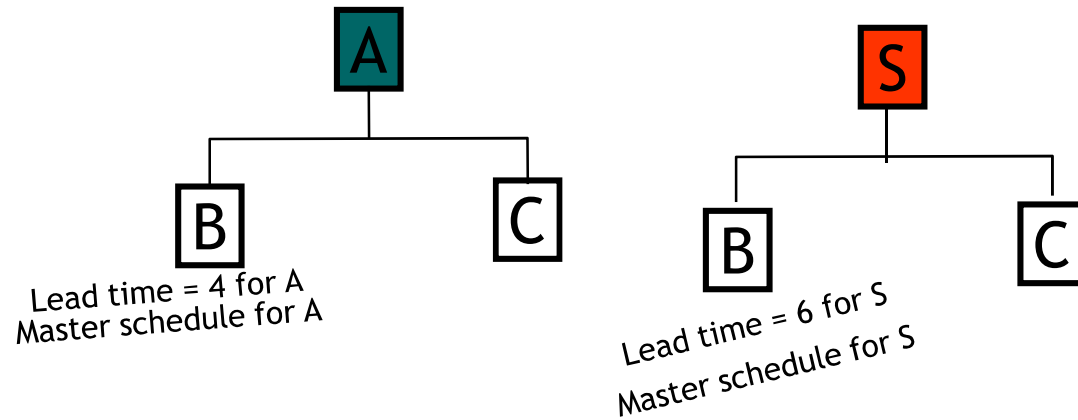 A
B
C
Lead time = 4 for A
Master schedule for A
S
B
C
Lead time = 6 for S
Master schedule for S